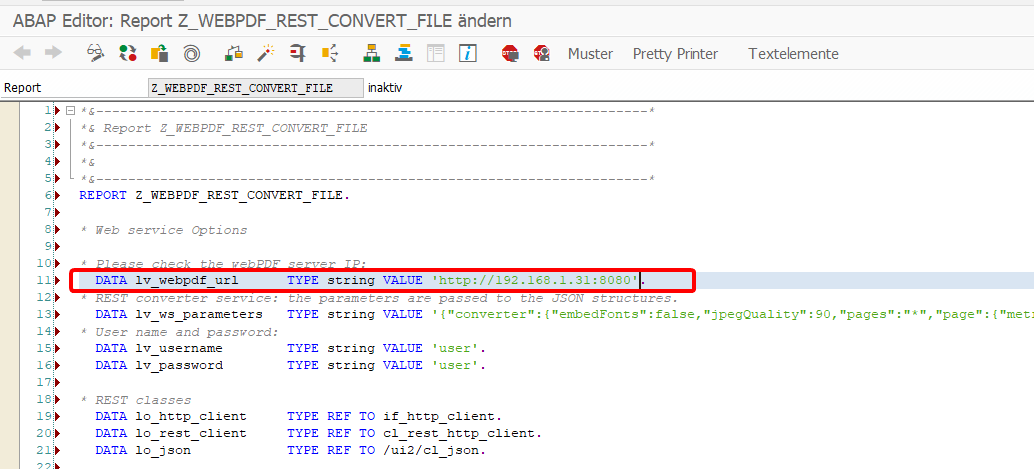 ABAP Editor: Report Z_WEBPDF_REST_CONVERT_FILE ändern
Muster Pretty Printer Textelemente
Report Z_WEBPDF_REST_CONVERT_FILE inaktiv
1 *&---------------------------------------------------------------------*
2 *& Report Z_WEBPDF_REST_CONVERT_FILE
3 *&---------------------------------------------------------------------*
4 *&
5 *&---------------------------------------------------------------------*
6 REPORT Z_WEBPDF_REST_CONVERT_FILE.
7
8 * Web service Options
9
10 * Please check the webPDF server IP:
11 DATA lv_webpdf_url TYPE string VALUE 'http://192.168.1.31:8080'.
12 * REST converter service: the parameters are passed to the JSON structures.
13 DATA lv_ws_parameters TYPE string VALUE '{"converter":{"embedFonts":false,"jpegQuality":90,"pages":"*","page":{"metr
14 * User name and password:
15 DATA lv_username TYPE string VALUE 'user'.
16 DATA lv_password TYPE string VALUE 'user'.
17
18 * REST classes
19 DATA lo_http_client TYPE REF TO if_http_client.
20 DATA lo_rest_client TYPE REF TO cl_rest_http_client.
21 DATA lo_json TYPE REF TO /ui2/cl_json.
22